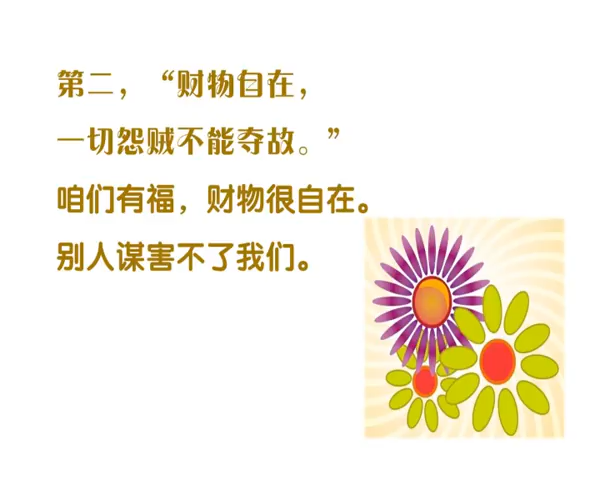 第二，“财物自在，
一切怨贼不能夺故。”
咱们有福，财物很自在。
别人谋害不了我们。